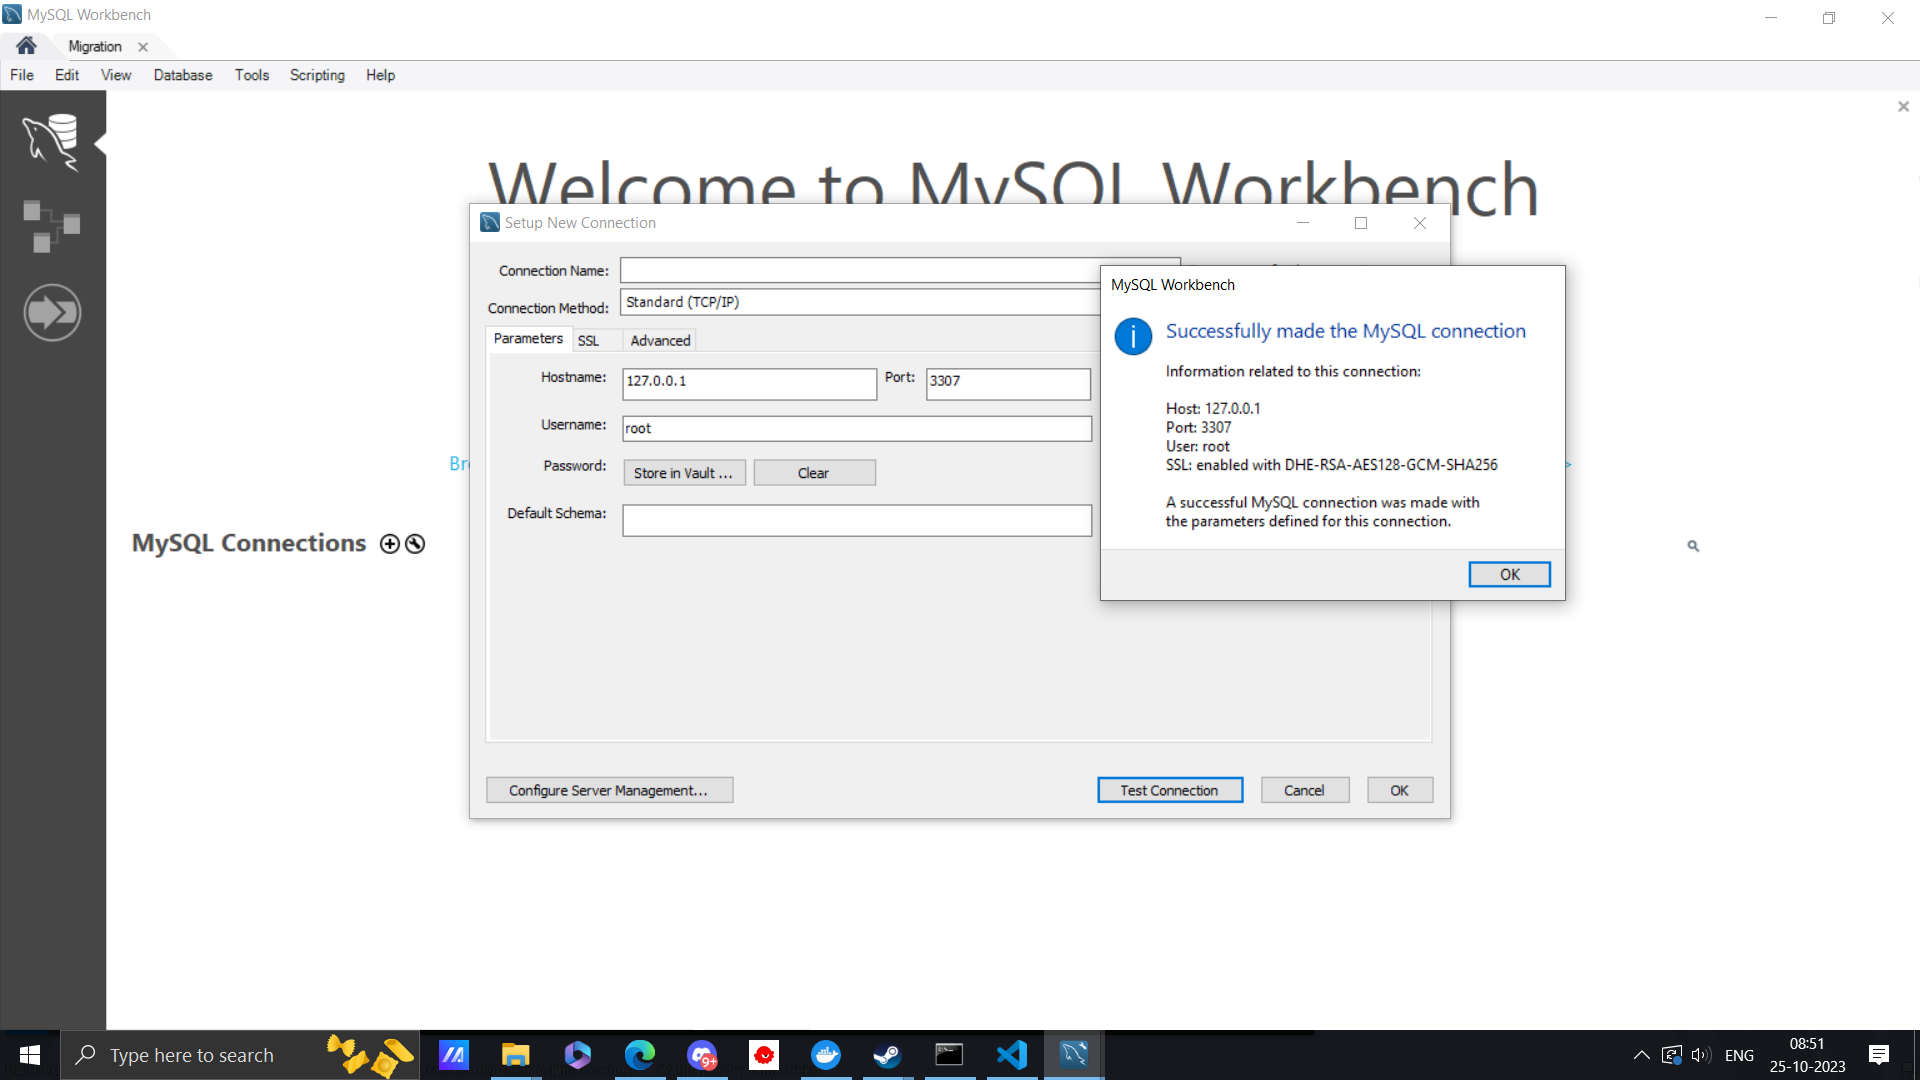 MySQL Workbench
Migration
File Edit View Database Tools Scripting Help
Welcome to MySQL Workbench
Setup New Connection
Connection Name:
Connection Method: Standard (TCP/IP)
Parameters SSL Advanced
Hostname: 127.0.0.1 Port: 3307
Username: root
Password: Store in Vault ... Clear
Default Schema:
Configure Server Management...
Test Connection Cancel OK
MySQL Workbench
Successfully made the MySQL connection
Information related to this connection:
Host: 127.0.0.1
Port: 3307
User: root
SSL: enabled with DHE-RSA-AES128-GCM-SHA256
A successful MySQL connection was made with
the parameters defined for this connection.
OK
MySQL Connections
Type here to search
9+
ENG
08:51
25-10-2023